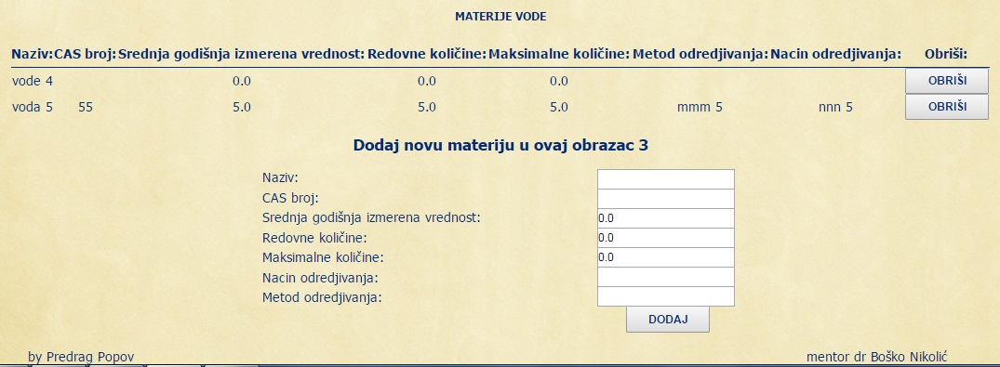 MATERIJE VODE
Naziv: CAS broj: Srednja godišnja izmerena vrednost: Redovne količine: Maksimalne količine: Metod odredjivanja: Nacin odredjivanja: Obriši:
vode 4 0.0 0.0 0.0 OBRIŠI
voda 5 55 5.0 5.0 5.0 mmm 5 nnn 5 OBRIŠI
Dodaj novu materiju u ovaj obrazac 3
Naziv:
CAS broj:
Srednja godišnja izmerena vrednost: 0.0
Redovne količine: 0.0
Maksimalne količine: 0.0
Nacin odredjivanja:
Metod odredjivanja:
DODAJ
by Predrag Popov mentor dr Boško Nikolić